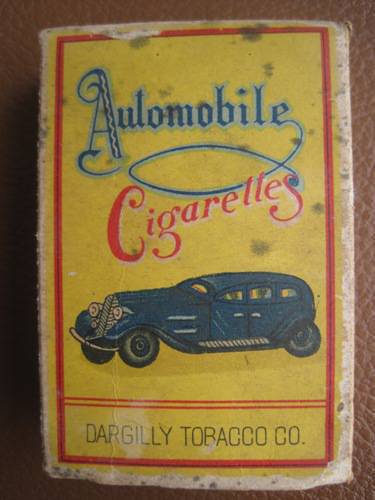 Automobile
Cigarettes
DARGILLY TOBACCO CO.